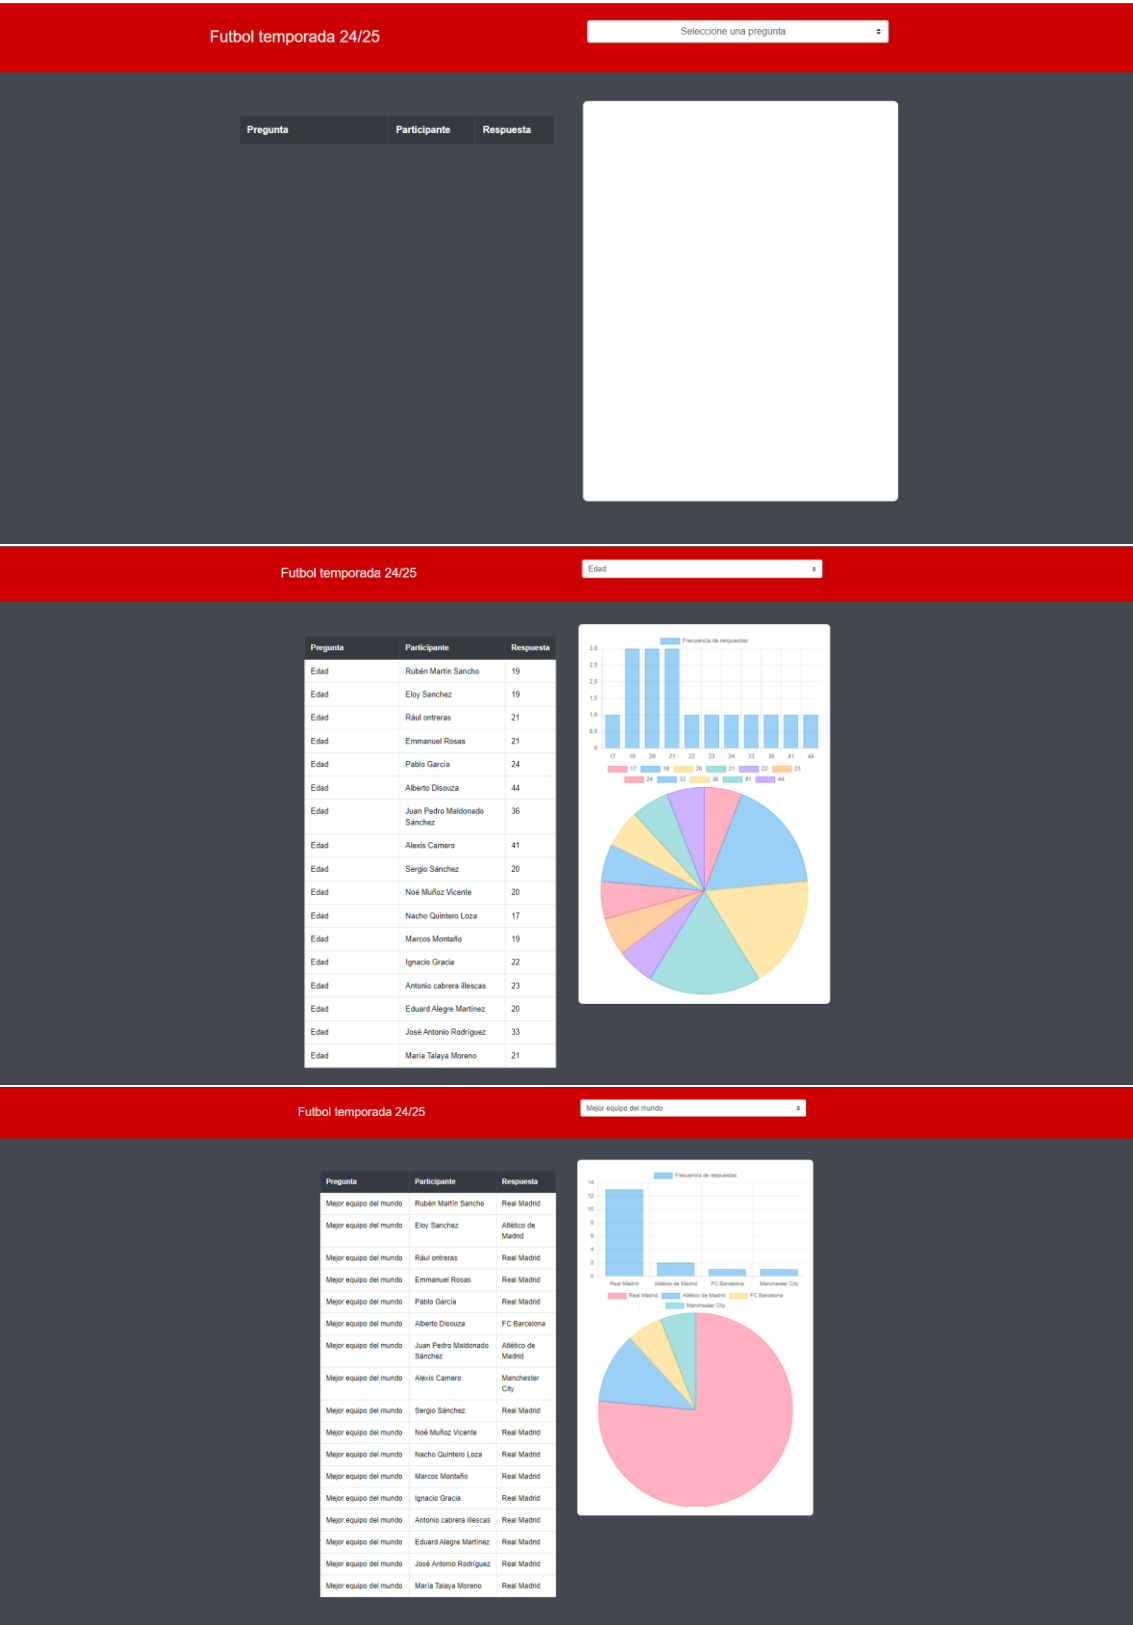 Futbol temporada 24/25
Seleccione una pregunta
Pregunta Participante Respuesta
Futbol temporada 24/25
Edad
Pregunta Participante Respuesta
Edad Rubén Martín Sancho 19
Edad Eloy Sanchez 19
Edad Rául ontreras 21
Edad Emmanuel Rosas 21
Edad Pablo García 24
Edad Alberto Disouza 44
Edad Juan Pedro Maldonado 36
Sánchez
Edad Alexis Camero 41
Edad Sergio Sánchez 20
Edad Noé Muñoz Vicente 20
Edad Nacho Quintero Loza 17
Edad Marcos Montaño 19
Edad Ignacio Gracia 22
Edad Antonio cabrera illescas 23
Edad Eduard Alegre Martínez 20
Edad José Antonio Rodríguez 33
Edad María Talaya Moreno 21
Frecuencia de respuestas
3,0
2,5
2,0
1,5
1,0
0,5
0
17 19 20 21 22 23 24 33 36 41 44
17 19 20 21 22 23
24 33 36 41 44
Futbol temporada 24/25
Mejor equipo del mundo
Pregunta Participante Respuesta
Mejor equipo del mundo Rubén Martín Sancho Real Madrid
Mejor equipo del mundo Eloy Sanchez Atlético de
Madrid
Mejor equipo del mundo Rául ontreras Real Madrid
Mejor equipo del mundo Emmanuel Rosas Real Madrid
Mejor equipo del mundo Pablo García Real Madrid
Mejor equipo del mundo Alberto Disouza FC Barcelona
Mejor equipo del mundo Juan Pedro Maldonado Atlético de
Sánchez Madrid
Mejor equipo del mundo Alexis Camero Manchester
City
Mejor equipo del mundo Sergio Sánchez Real Madrid
Mejor equipo del mundo Noé Muñoz Vicente Real Madrid
Mejor equipo del mundo Nacho Quintero Loza Real Madrid
Mejor equipo del mundo Marcos Montaño Real Madrid
Mejor equipo del mundo Ignacio Gracia Real Madrid
Mejor equipo del mundo Antonio cabrera illescas Real Madrid
Mejor equipo del mundo Eduard Alegre Martínez Real Madrid
Mejor equipo del mundo José Antonio Rodríguez Real Madrid
Mejor equipo del mundo María Talaya Moreno Real Madrid
Frecuencia de respuestas
14
12
10
8
6
4
2
0
Real Madrid Atlético de Madrid FC Barcelona Manchester City
Real Madrid Atlético de Madrid FC Barcelona
Manchester City